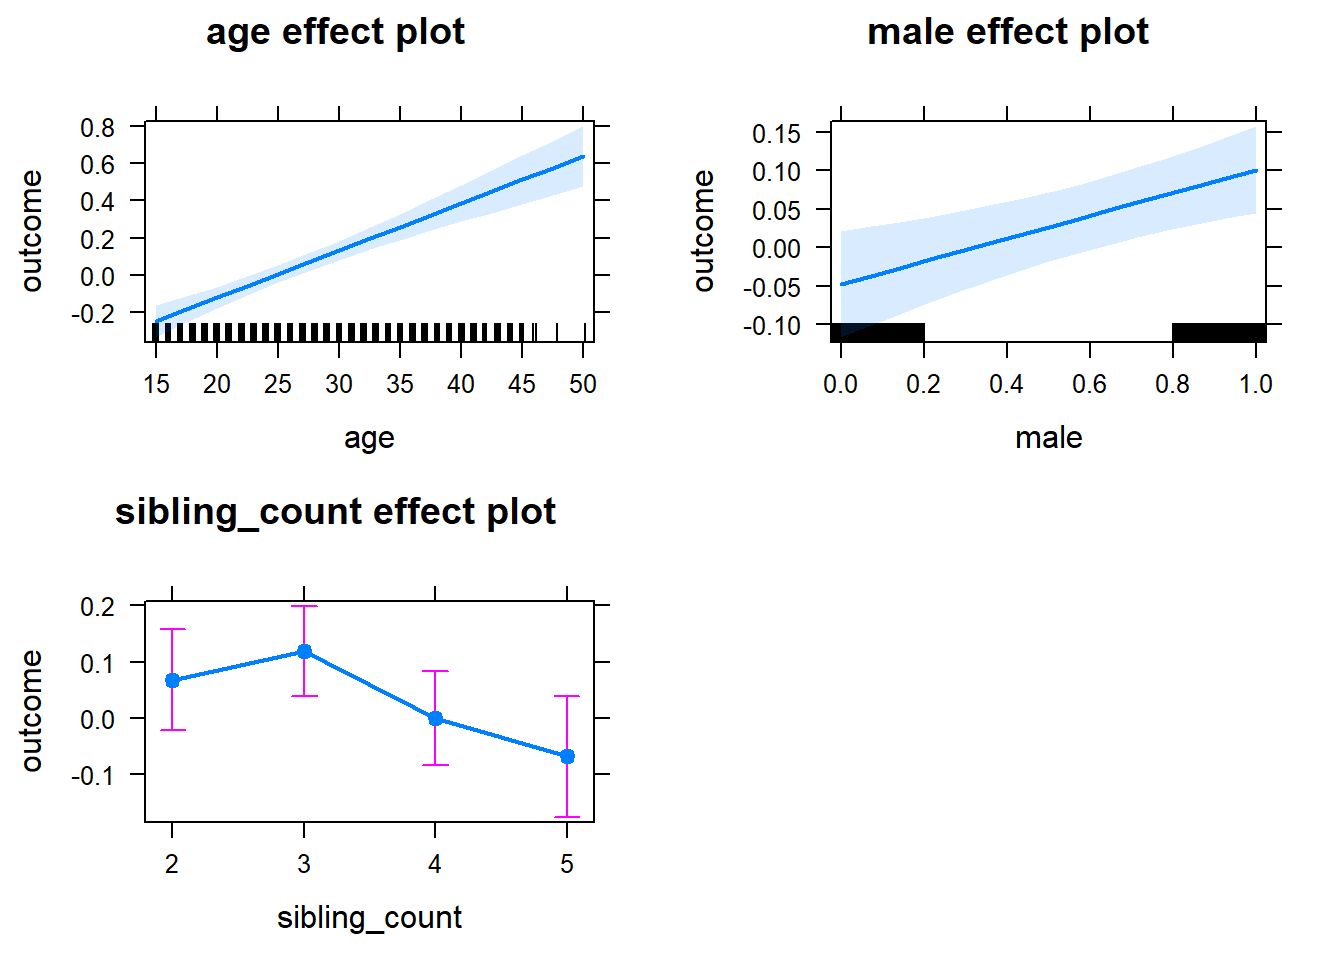 age effect plot
outcome
0.8
0.6
0.4
0.2
0.0
-0.2
15 20 25 30 35 40 45 50
age
male effect plot
outcome
0.15
0.10
0.05
0.00
-0.05
-0.10
0.0 0.2 0.4 0.6 0.8 1.0
male
sibling_count effect plot
outcome
0.2
0.1
0.0
-0.1
2 3 4 5
sibling_count